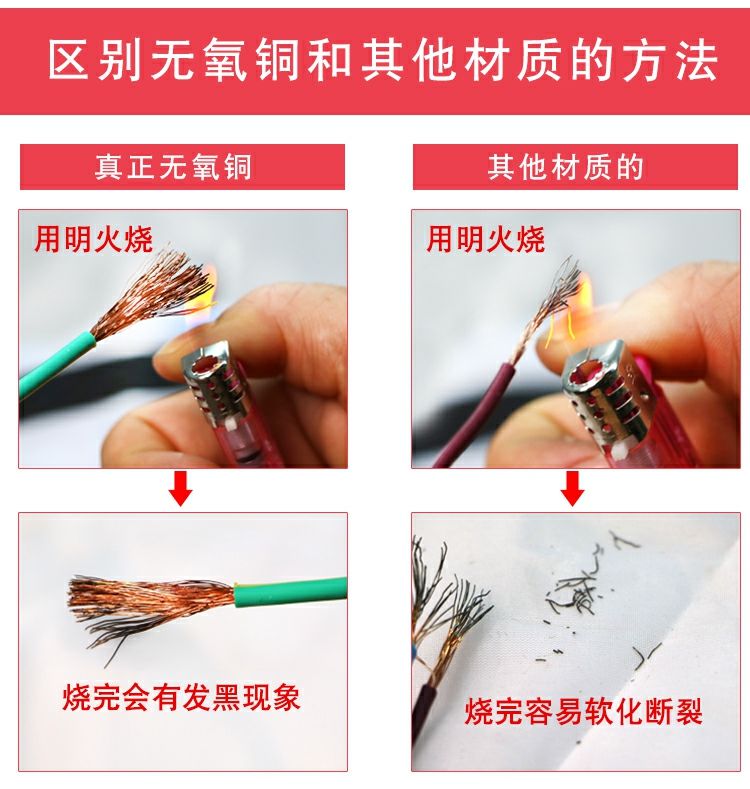 区别无氧铜和其他材质的方法
真正无氧铜
其他材质的
用明火烧
用明火烧
烧完会有发黑现象
烧完容易软化断裂